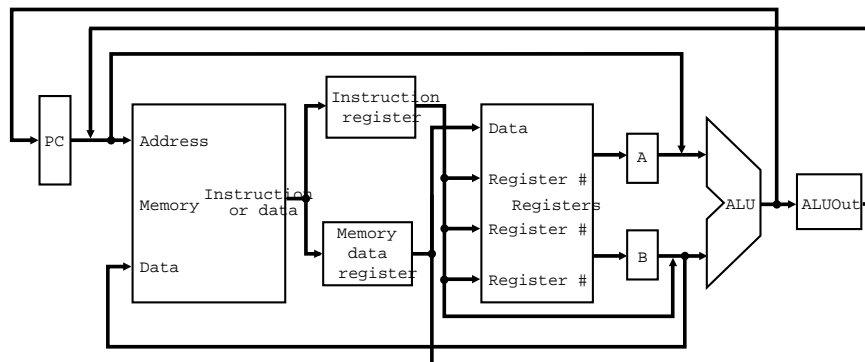 PC
Address
Memory
Data
Instruction
or data
Instruction
register
Memory
data
register
Data
Register #
Registers
Register #
Register #
A
B
ALU
ALUOut